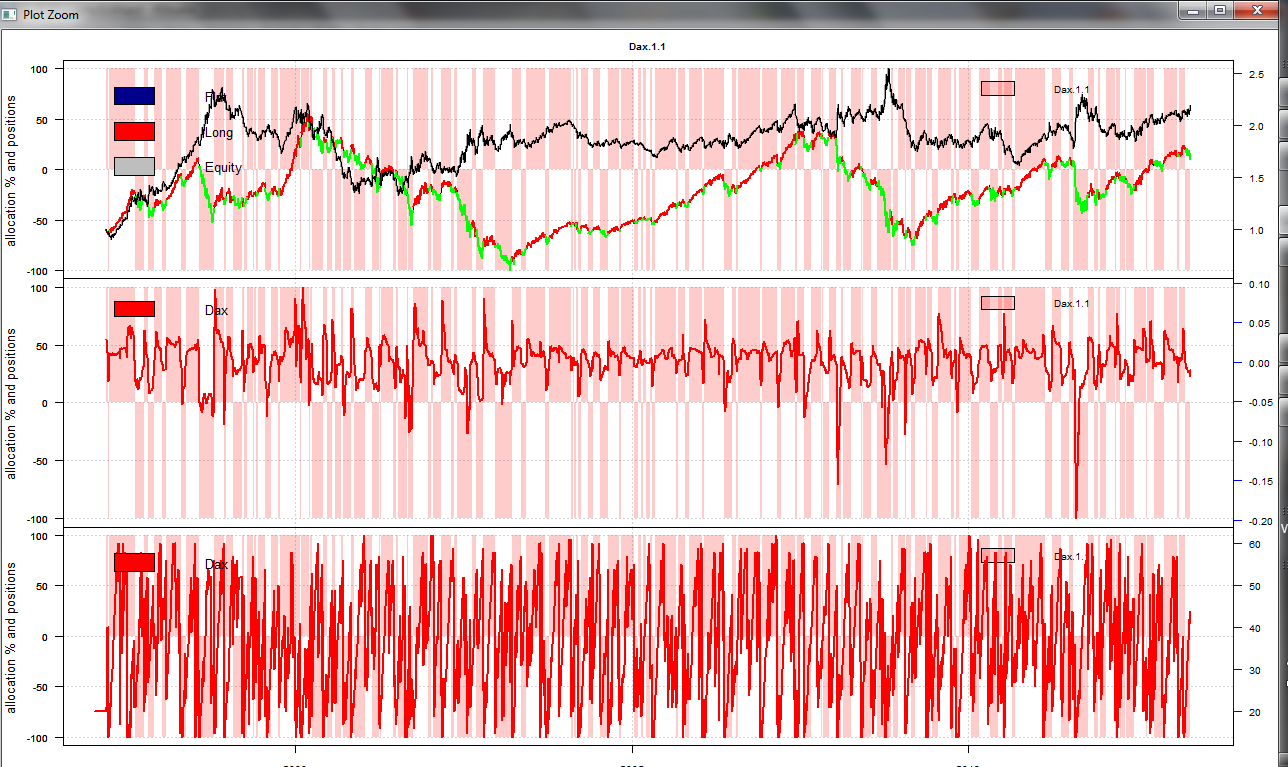 Plot Zoom
Dax.1.1
allocation % and positions
100
50
0
-50
-100
Long
Equity
Dax.1.1
2.5
2.0
1.5
1.0
allocation % and positions
100
50
0
-50
-100
Dax
Dax.1.1
0.10
0.05
0.00
-0.05
-0.10
-0.15
-0.20
allocation % and positions
100
50
0
-50
-100
Dax
Dax.1.1
60
50
40
30
20